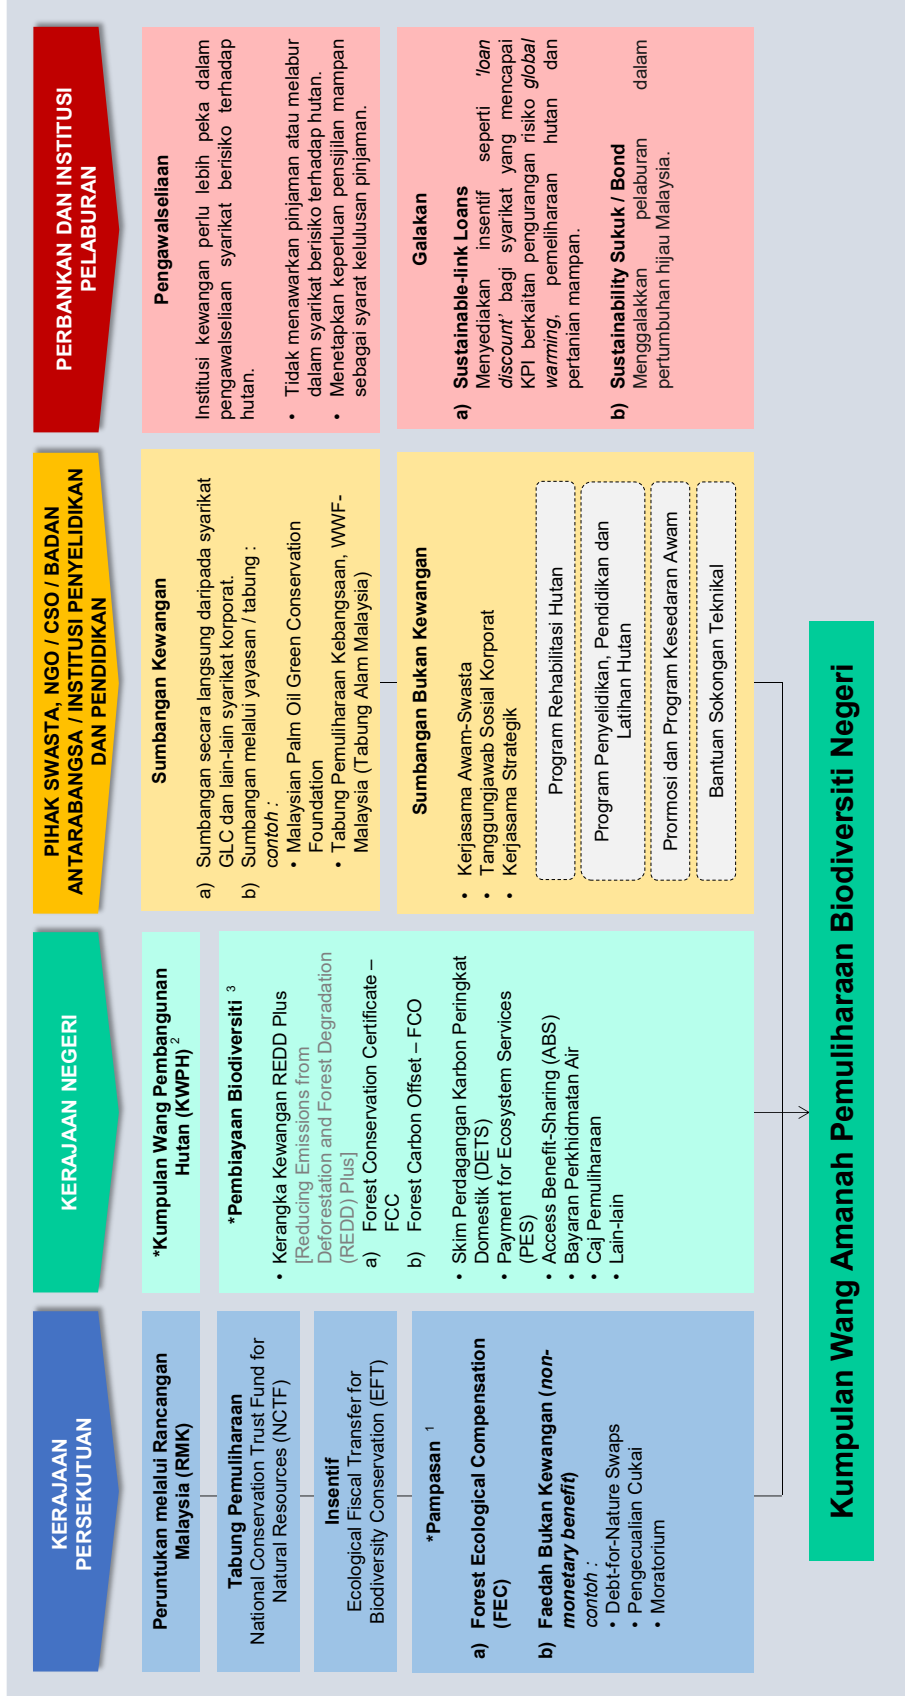 KERAJAAN
PERSEKUTUAN
Peruntukan melalui Rancangan
Malaysia (RMK)
Tabung Pemuliharaan
National Conservation Trust Fund for
Natural Resources (NCTF)
Insentif
Ecological Fiscal Transfer for
Biodiversity Conservation (EFT)
*Pampasan 1
a) Forest Ecological Compensation
(FEC)
b) Faedah Bukan Kewangan (non-
monetary benefit)
contoh :
• Debt-for-Nature Swaps
• Pengecualian Cukai
• Moratorium
KERAJAAN NEGERI
*Kumpulan Wang Pembangunan
Hutan (KWPH) 2
*Pembiayaan Biodiversiti 3
• Kerangka Kewangan REDD Plus
[Reducing Emissions from
Deforestation and Forest Degradation
(REDD) Plus]
a) Forest Conservation Certificate –
FCC
b) Forest Carbon Offset – FCO
• Skim Perdagangan Karbon Peringkat
Domestik (DETS)
• Payment for Ecosystem Services
(PES)
• Access Benefit-Sharing (ABS)
• Bayaran Perkhidmatan Air
• Caj Pemuliharaan
• Lain-lain
PIHAK SWASTA, NGO / CSO / BADAN
ANTARABANGSA / INSTITUSI PENYELIDIKAN
DAN PENDIDIKAN
Sumbangan Kewangan
a) Sumbangan secara langsung daripada syarikat
GLC dan lain-lain syarikat korporat.
b) Sumbangan melalui yayasan / tabung :
contoh :
• Malaysian Palm Oil Green Conservation
Foundation
• Tabung Pemuliharaan Kebangsaan, WWF-
Malaysia (Tabung Alam Malaysia)
Sumbangan Bukan Kewangan
• Kerjasama Awam-Swasta
• Tanggungjawab Sosial Korporat
• Kerjasama Strategik
Program Rehabilitasi Hutan
Program Penyelidikan, Pendidikan dan
Latihan Hutan
Prormosi dan Program Kesedaran Awam
Bantuan Sokongan Teknikal
PERBANKAN DAN INSTITUSI
PELABURAN
Pengawalseliaan
Institusi kewangan perlu lebih peka dalam
pengawalseliaan syarikat berisiko terhadap
hutan.
• Tidak menawarkan pinjaman atau melabur
dalam syarikat berisiko terhadap hutan.
• Menetapkan keperluan pensijilan mampan
sebagai syarat kelulusan pinjaman.
Galakan
a) Sustainable-link Loans
Menyediakan insentif seperti 'loan
discount' bagi syarikat yang mencapai
KPI berkaitan pengurangan risiko global
warming, pemeliharaan hutan dan
pertanian mampan.
b) Sustainability Sukuk / Bond
Menggalakkan pelaburan dalam
pertumbuhan hijau Malaysia.
Kumpulan Wang Amanah Pemuliharaan Biodiversiti Negeri